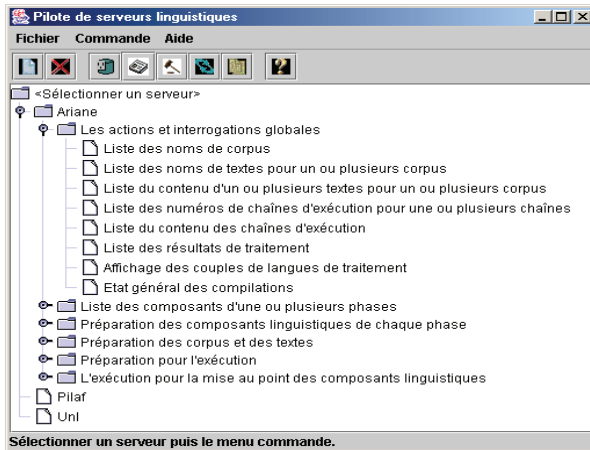 Pilote de serveurs linguistiques
Fichier Commande Aide
<Sélectionner un serveur>
Ariane
Les actions et interrogations globales
Liste des noms de corpus
Liste des noms de textes pour un ou plusieurs corpus
Liste du contenu d'un ou plusieurs textes pour un ou plusieurs corpus
Liste des numéros de chaînes d'exécution pour une ou plusieurs chaînes
Liste du contenu des chaînes d'exécution
Liste des résultats de traitement
Affichage des couples de langues de traitement
Etat général des compilations
Liste des composants d'une ou plusieurs phases
Préparation des composants linguistiques de chaque phase
Préparation des corpus et des textes
Préparation pour l'exécution
L'exécution pour la mise au point des composants linguistiques
Pilaf
Unl
Sélectionner un serveur puis le menu commande.